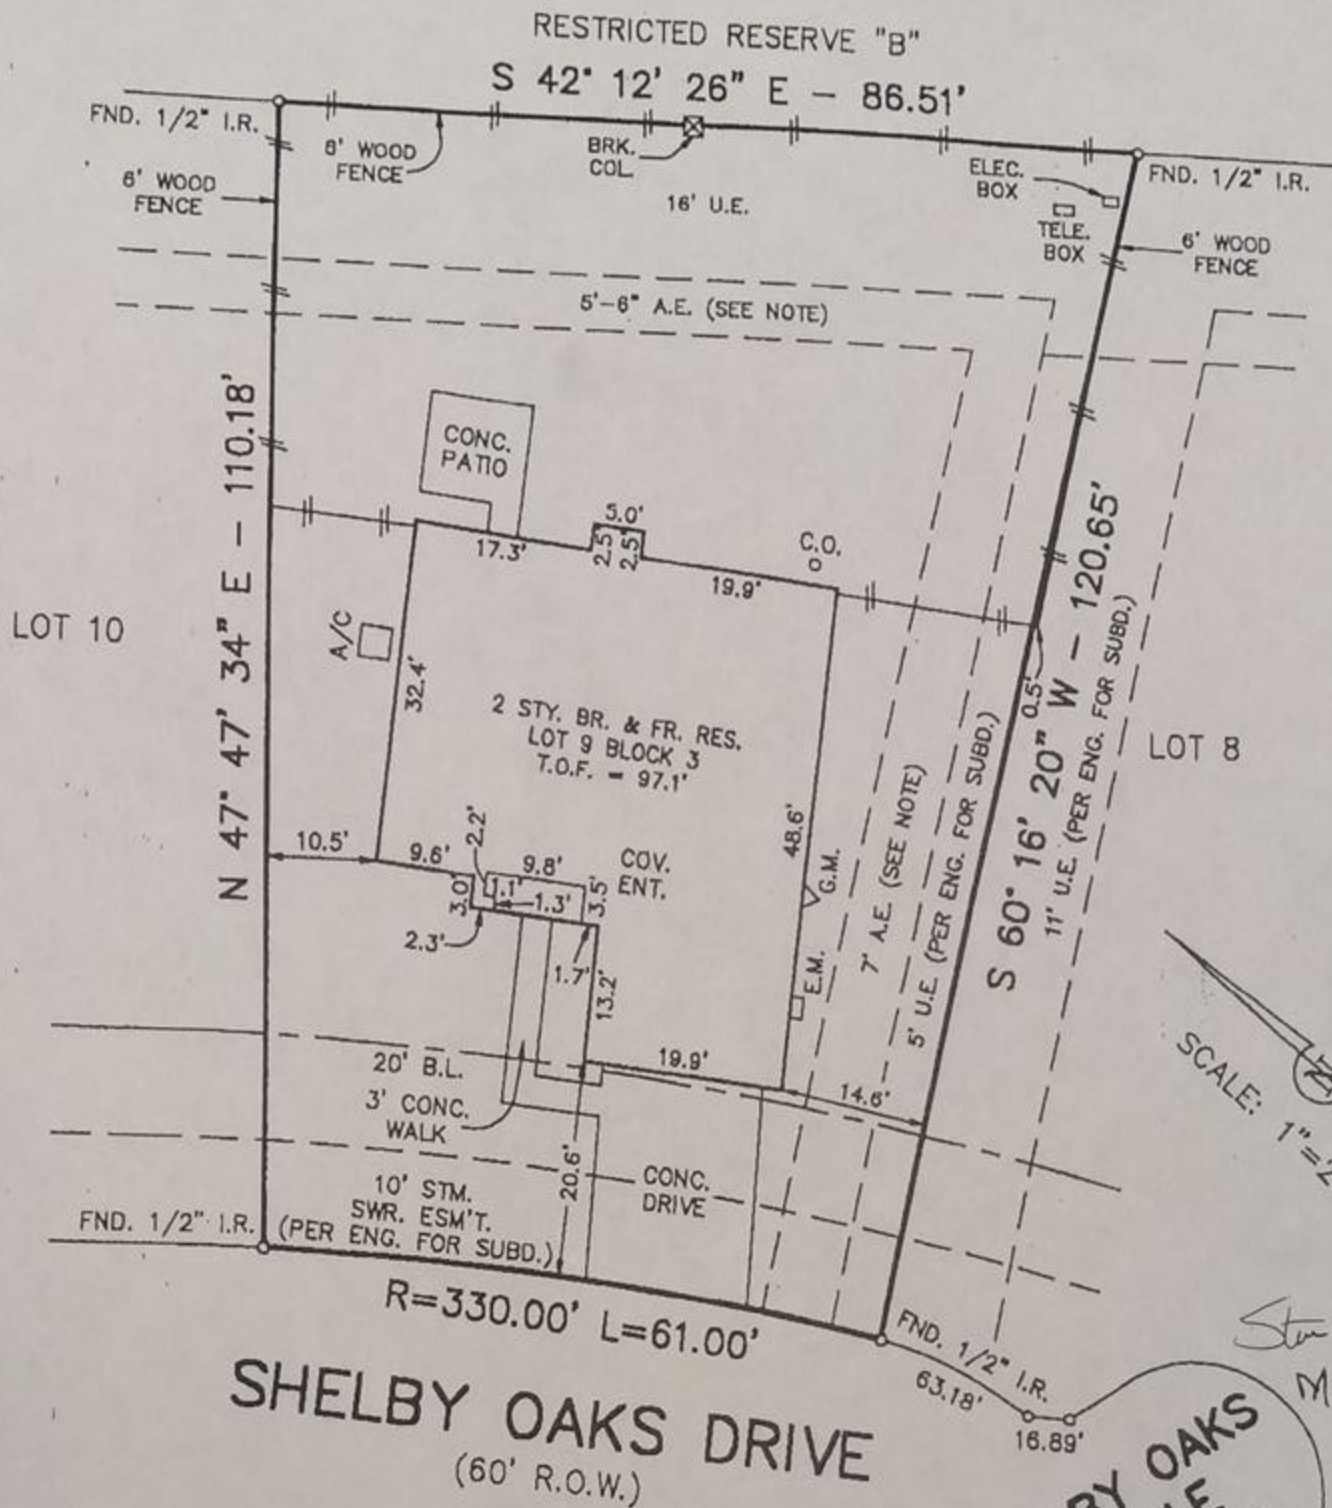 RESTRICTED RESERVE "B"
S 42° 12' 26" E - 86.51'
FND. 1/2" I.R.
6' WOOD
FENCE
6' WOOD
FENCE
BRK.
COL.
16' U.E.
ELEC.
BOX
TELE.
BOX
FND. 1/2" I.R.
6' WOOD
FENCE
5'-6" A.E. (SEE NOTE)
N 47° 47' 34" E - 110.18'
CONC.
PATIO
17.3'
5.0'
2.5'
2.5'
19.9'
C.O.
LOT 10
A/C
32.4'
2 STY. BR. & FR. RES.
LOT 9 BLOCK 3
T.O.F. = 97.1'
48.6'
G.M.
E.M.
7' A.E. (SEE NOTE)
5' U.E. (PER ENG. FOR SUBD.)
0.5'
S 60° 16' 20" W - 120.65'
11' U.E. (PER ENG. FOR SUBD.)
LOT 8
10.5'
9.6'
2.2'
9.8'
COV.
ENT.
3.0'
1.1'
1.3'
3.5'
2.3'
1.7'
13.2'
20' B.L.
19.9'
14.6'
3' CONC.
WALK
20.6'
CONC.
DRIVE
10' STM.
SWR. ESM'T.
(PER ENG. FOR SUBD.)
FND. 1/2" I.R.
R=330.00' L=61.00'
FND. 1/2" I.R.
63.18'
16.89'
SCALE: 1"=2
SHELBY OAKS DRIVE
(60' R.O.W.)
BY OAKS